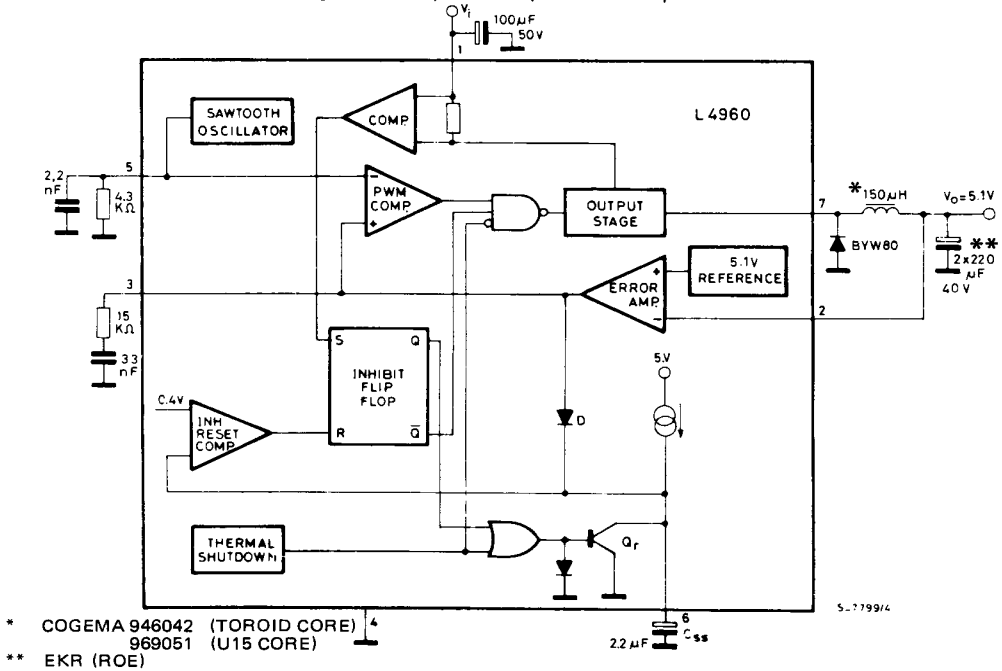 Vi
100µF
50V
1
L4960
SAWTOOTH
OSCILLATOR
COMP.
5
2,2
nF
4.3
KΩ
−
PWM
COMP
+
OUTPUT
STAGE
7
* 150µH
Vo=5.1V
BYW80
**
2x220
µF
40V
5.1V
REFERENCE
+
ERROR
AMP.
−
2
3
15
KΩ
33
nF
S
Q
INHIBIT
FLIP
FLOP
R
Q̅
5.V
0.4V
INH
RESET
COMP.
D
THERMAL
SHUTDOWN
Qr
4
6
Css
2.2µF
* COGEMA 946042 (TOROID CORE)
969051 (U15 CORE)
** EKR (ROE)